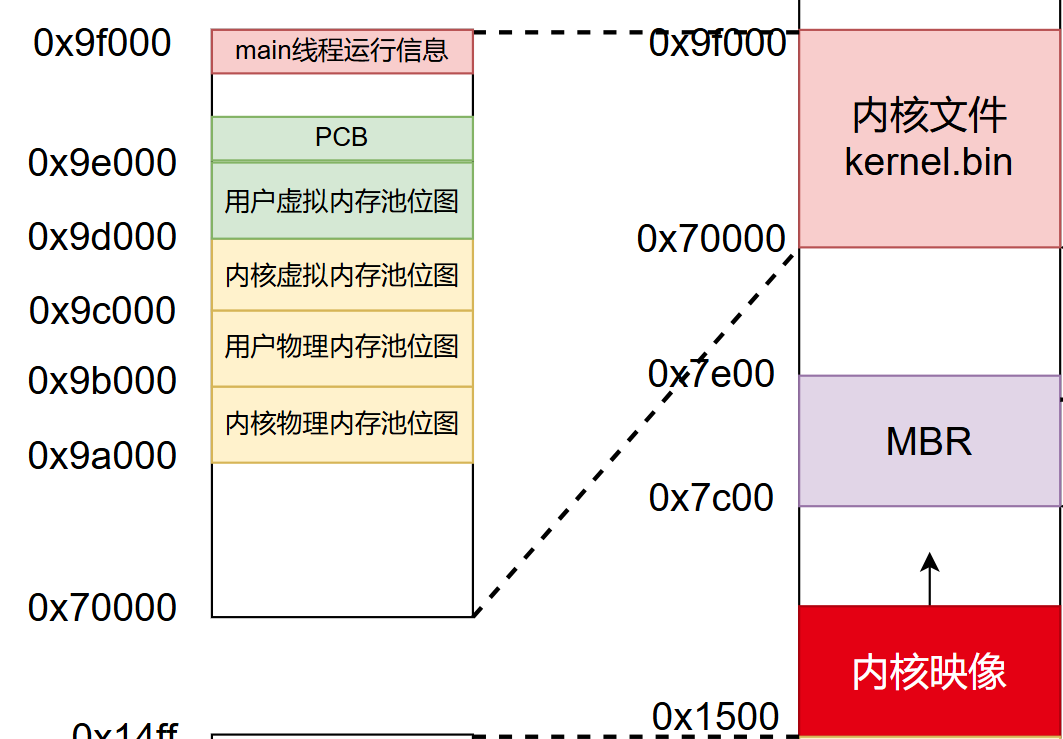 0x9f000
main线程运行信息
PCB
0x9e000
用户虚拟内存池位图
0x9d000
内核虚拟内存池位图
0x9c000
用户物理内存池位图
0x9b000
内核物理内存池位图
0x9a000
0x70000
0x14ff
0x9f000
内核文件
kernel.bin
0x70000
0x7e00
MBR
0x7c00
内核映像
0x1500